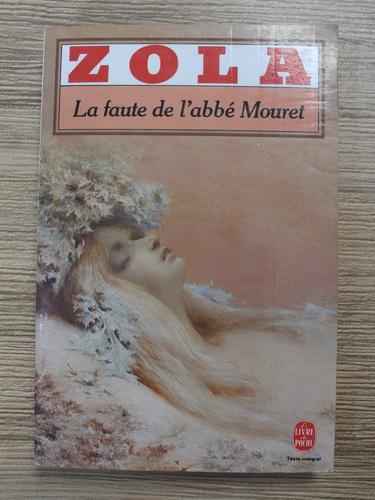 ZOLA
La faute de l'abbé Mouret
Le
LIVRE
de
POCHE
Texte intégral